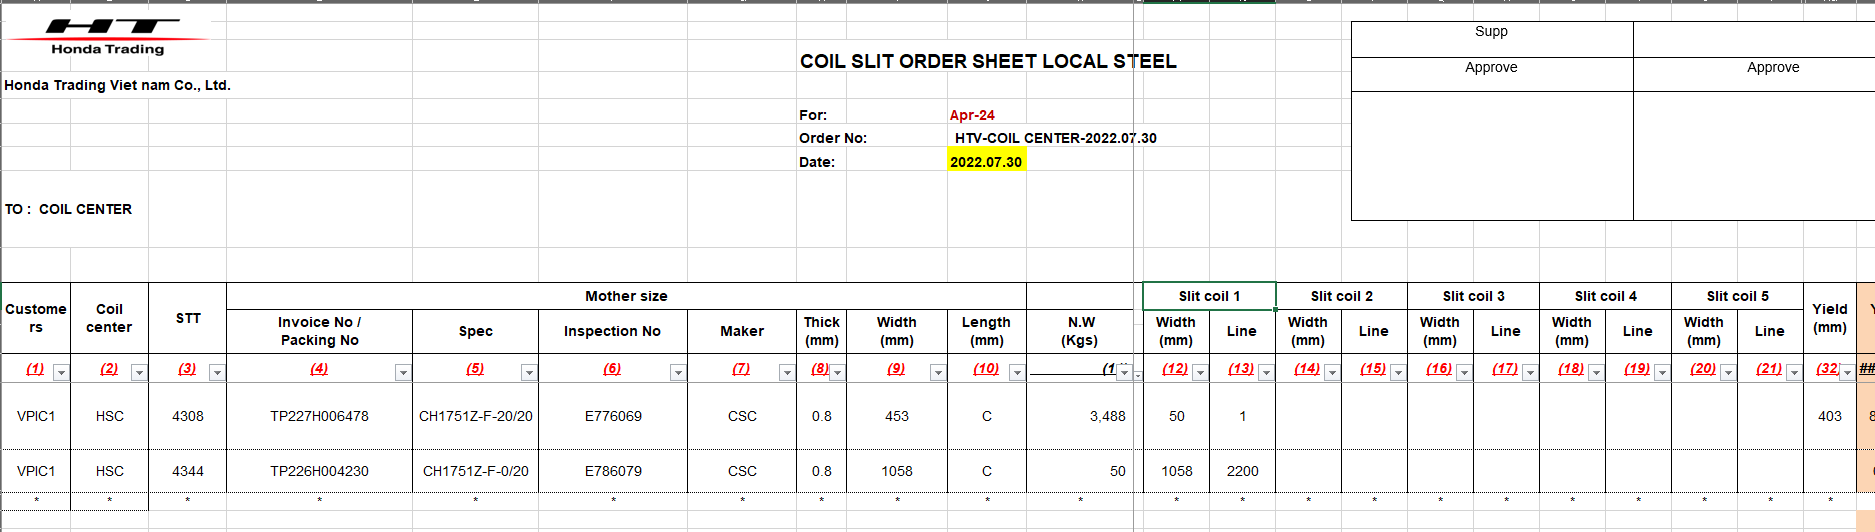 HT
Honda Trading
Honda Trading Viet nam Co., Ltd.
COIL SLIT ORDER SHEET LOCAL STEEL
For: Apr-24
Order No: HTV-COIL CENTER-2022.07.30
Date: 2022.07.30
Supp
Approve Approve
TO : COIL CENTER
Mother size Slit coil 1 Slit coil 2 Slit coil 3 Slit coil 4 Slit coil 5
Custome
rs
Coil
center
STT
Invoice No /
Packing No
Spec
Inspection No
Maker
Thick
(mm)
Width
(mm)
Length
(mm)
N.W
(Kgs)
Width
(mm)
Line
Width
(mm)
Line
Width
(mm)
Line
Width
(mm)
Line
Width
(mm)
Line
Yield
(mm)
(1) (2) (3) (4) (5) (6) (7) (8) (9) (10) (1 (12) (13) (14) (15) (16) (17) (18) (19) (20) (21) (32) ##
VPIC1 HSC 4308 TP227H006478 CH1751Z-F-20/20 E776069 CSC 0.8 453 C 3,488 50 1 403
VPIC1 HSC 4344 TP226H004230 CH1751Z-F-0/20 E786079 CSC 0.8 1058 C 50 1058 2200
* * * * * * * * * * * * * * * * * * * * * *